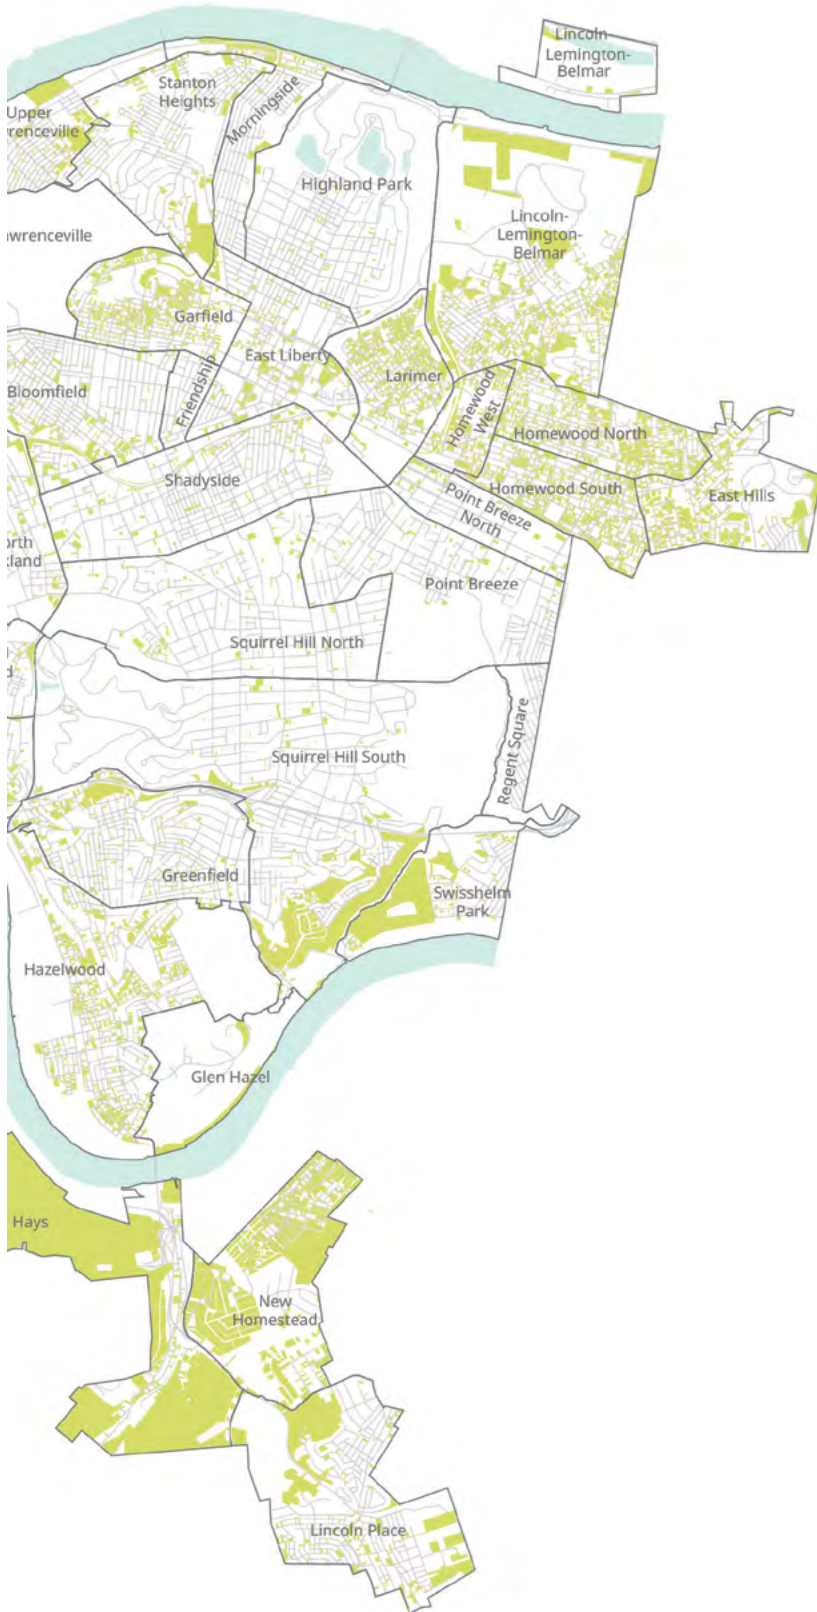 Lincoln-
Lemington-
Belmar
Stanton
Heights
Morningside
Upper
Highland Park
Lincoln-
Lemington-
Belmar
Garfield
East Liberty
Friendship
Larimer
Bloomfield
Homewood
West
Homewood North
Shadyside
Homewood South
East Hills
Point Breeze
North
Point Breeze
Squirrel Hill North
Regent Square
Squirrel Hill South
Greenfield
Swisshelm
Park
Hazelwood
Glen Hazel
Hays
New
Homestead
Lincoln Place